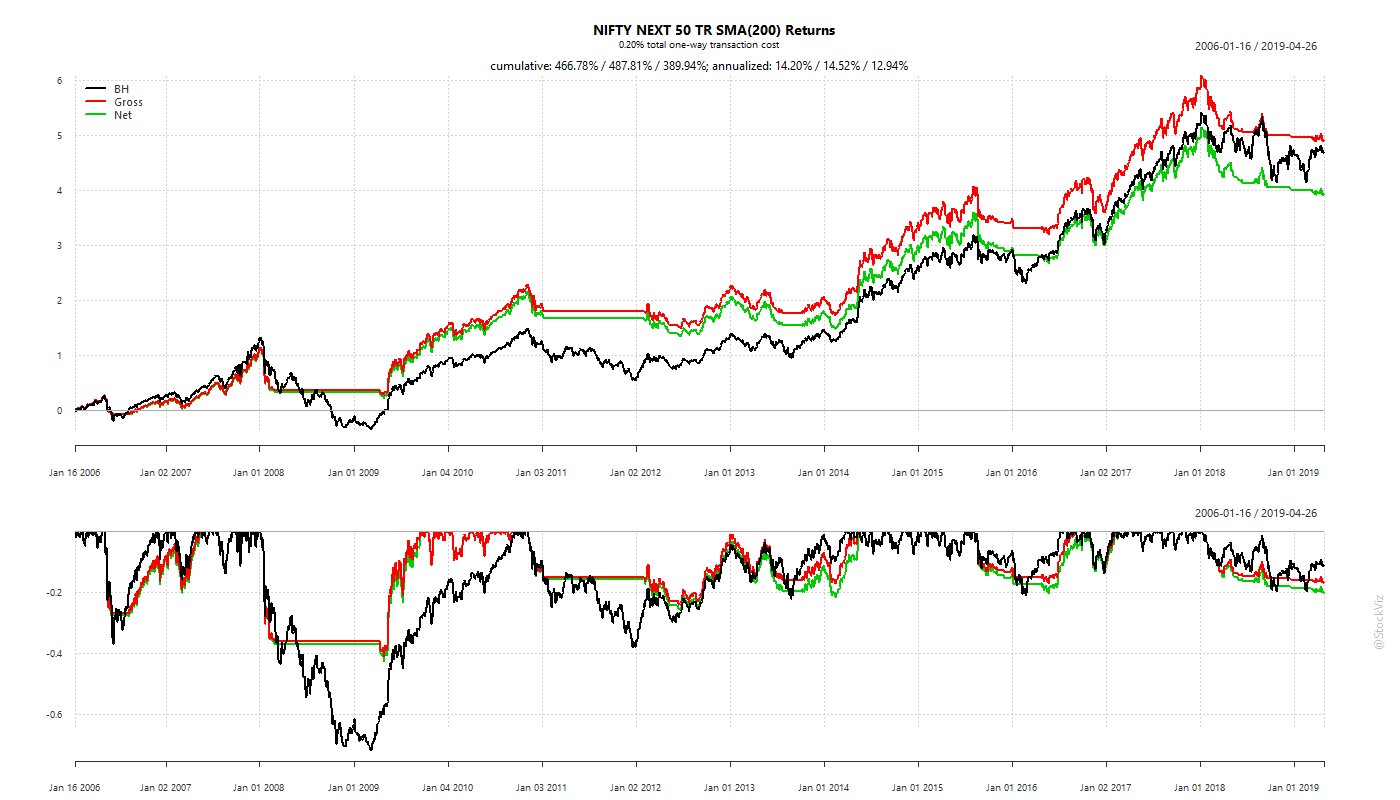 NIFTY NEXT 50 TR SMA(200) Returns
0.20% total one-way transaction cost
2006-01-16 / 2019-04-26
cumulative: 466.78% / 487.81% / 389.94%; annualized: 14.20% / 14.52% / 12.94%
BH
Gross
Net
6
5
4
3
2
1
0
Jan 16 2006 Jan 02 2007 Jan 01 2008 Jan 01 2009 Jan 04 2010 Jan 03 2011 Jan 02 2012 Jan 01 2013 Jan 01 2014 Jan 01 2015 Jan 01 2016 Jan 02 2017 Jan 01 2018 Jan 01 2019
2006-01-16 / 2019-04-26
-0.2
-0.4
-0.6
Jan 16 2006 Jan 02 2007 Jan 01 2008 Jan 01 2009 Jan 04 2010 Jan 03 2011 Jan 02 2012 Jan 01 2013 Jan 01 2014 Jan 01 2015 Jan 01 2016 Jan 02 2017 Jan 01 2018 Jan 01 2019
@StockViz